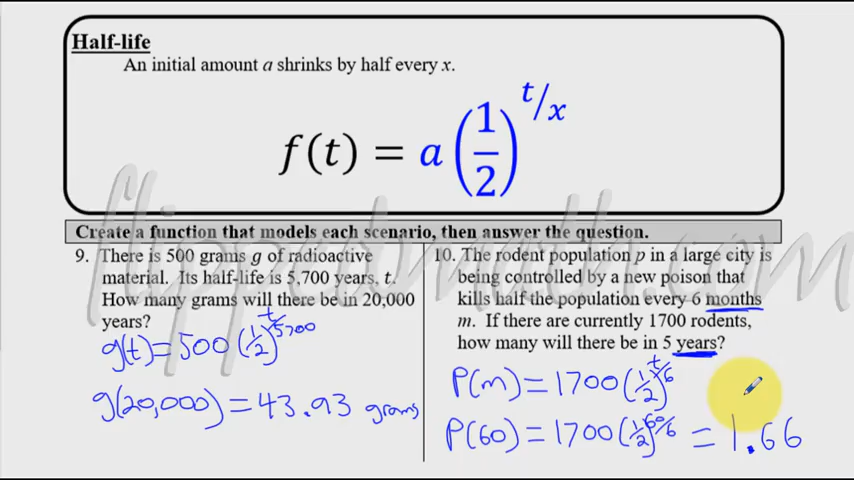 Half-life
An initial amount a shrinks by half every x.
f(t) = a(1/2)^t/x
Create a function that models each scenario, then answer the question.
9. There is 500 grams g of radioactive
material. Its half-life is 5,700 years, t.
How many grams will there be in 20,000
years?
g(t) = 500(1/2)^t/5700
g(20,000) = 43.93 grams
10. The rodent population p in a large city is
being controlled by a new poison that
kills half the population every 6 months
m. If there are currently 1700 rodents,
how many will there be in 5 years?
P(m) = 1700(1/2)^t/6
P(60) = 1700(1/2)^60/6 = 1.66
flippedmath.com